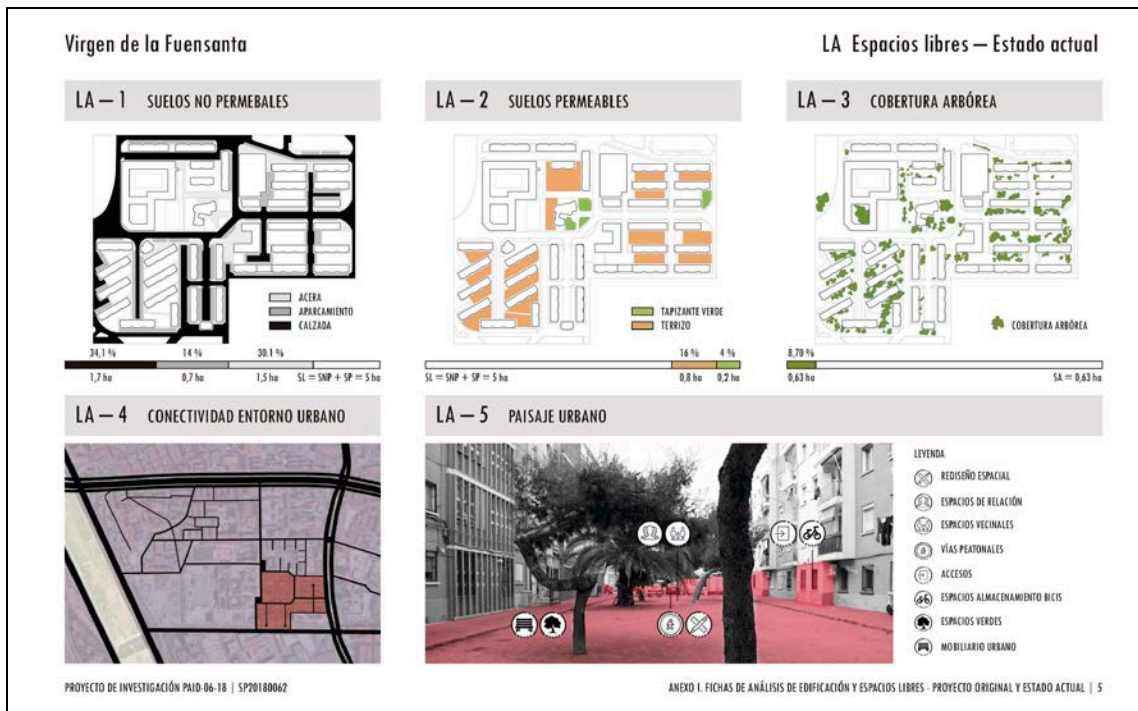 Virgen de la Fuensanta
LA Espacios libres – Estado actual
LA – 1 SUELOS NO PERMEBALES
ACERA
APARCAMIENTO
CALZADA
34,1 % 14 % 30.1 %
1,7 ha 0,7 ha 1,5 ha SL = SNP + SP = 5 ha
LA – 2 SUELOS PERMEABLES
TAPIZANTE VERDE
TERRIZO
16 % 4 %
SL = SNP + SP = 5 ha 0,8 ha 0,2 ha
LA – 3 COBERTURA ARBÓREA
COBERTURA ARBÓREA
8,70 %
0,63 ha SA = 0,63 ha
LA – 4 CONECTIVIDAD ENTORNO URBANO
LA – 5 PAISAJE URBANO
LEYENDA
REDISEÑO ESPACIAL
ESPACIOS DE RELACIÓN
ESPACIOS VECINALES
VÍAS PEATONALES
ACCESOS
ESPACIOS ALMACENAMIENTO BICIS
ESPACIOS VERDES
MOBILIARIO URBANO
PROYECTO DE INVESTIGACIÓN PAID-06-18 | SP20180062
ANEXO I. FICHAS DE ANÁLISIS DE EDIFICACIÓN Y ESPACIOS LIBRES - PROYECTO ORIGINAL Y ESTADO ACTUAL | 5